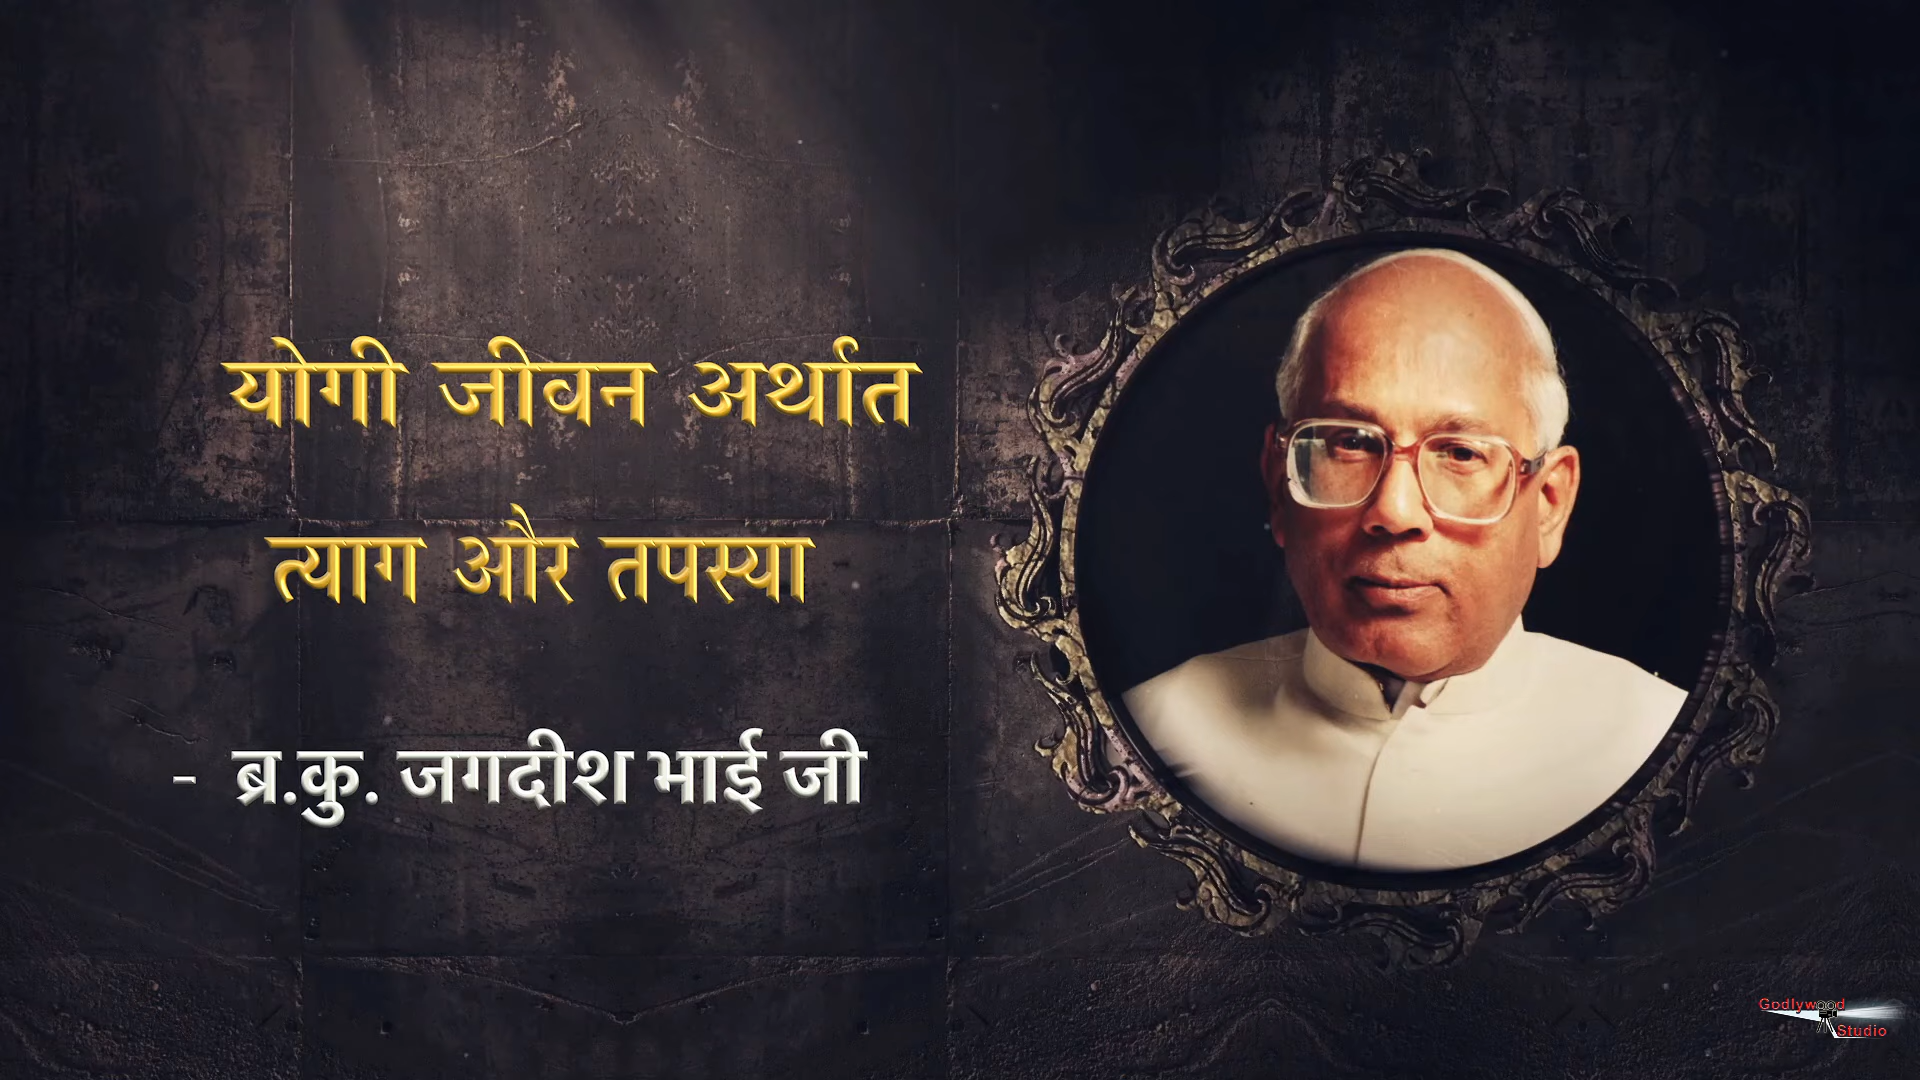 योगी जीवन अर्थात
त्याग और तपस्या
- ब्र.कु. जगदीश भाई जी
Godlywood
Studio